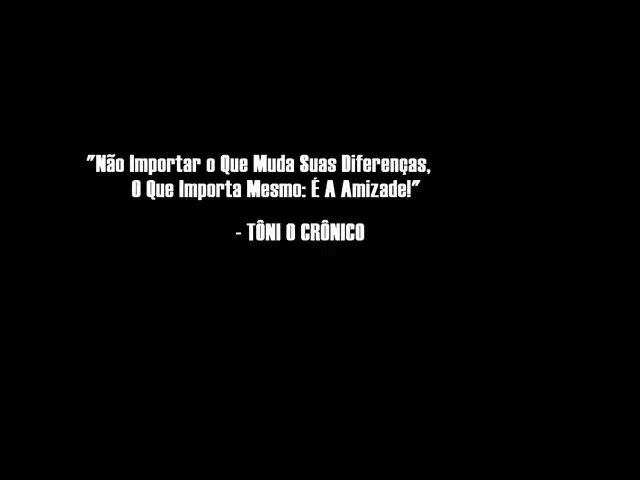 "Não Importar o Que Muda Suas Diferenças,
O Que Importa Mesmo: É A Amizade!"
- TÔNI O CRÔNICO